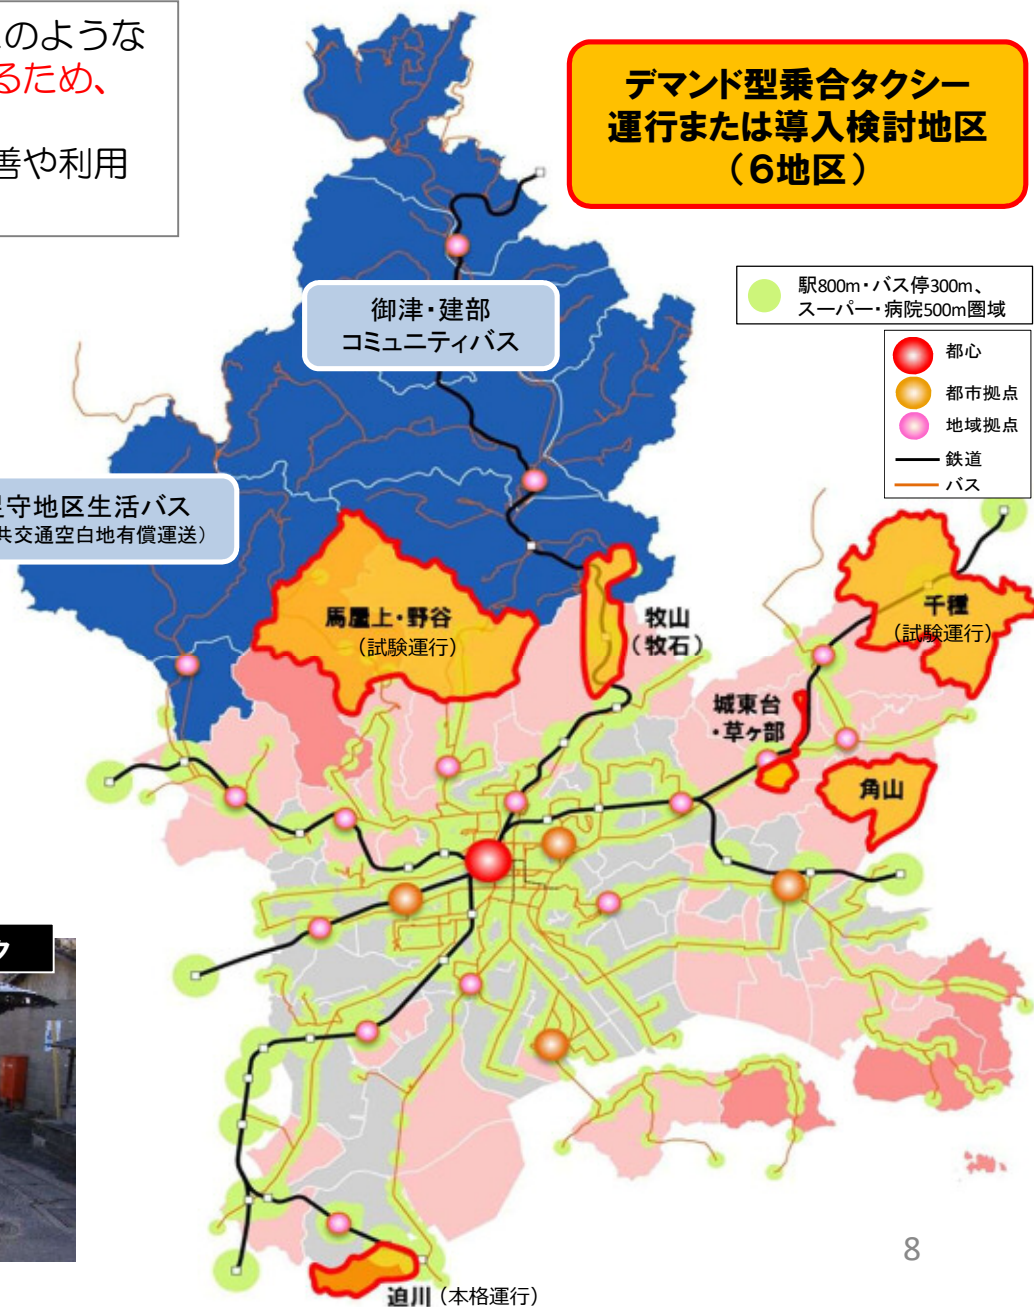 のような
るため、
善や利用
デマンド型乗合タクシー
運行または導入検討地区
（６地区）
駅800m・バス停300m、
スーパー・病院500m圏域
都心
都市拠点
地域拠点
鉄道
バス
御津・建部
コミュニティバス
守地区生活バス
共交通空白地有償運送）
馬屋上・野谷
（試験運行）
牧山
（牧石）
千種
（試験運行）
城東台
・草ヶ部
角山
ク
迫川（本格運行）
8